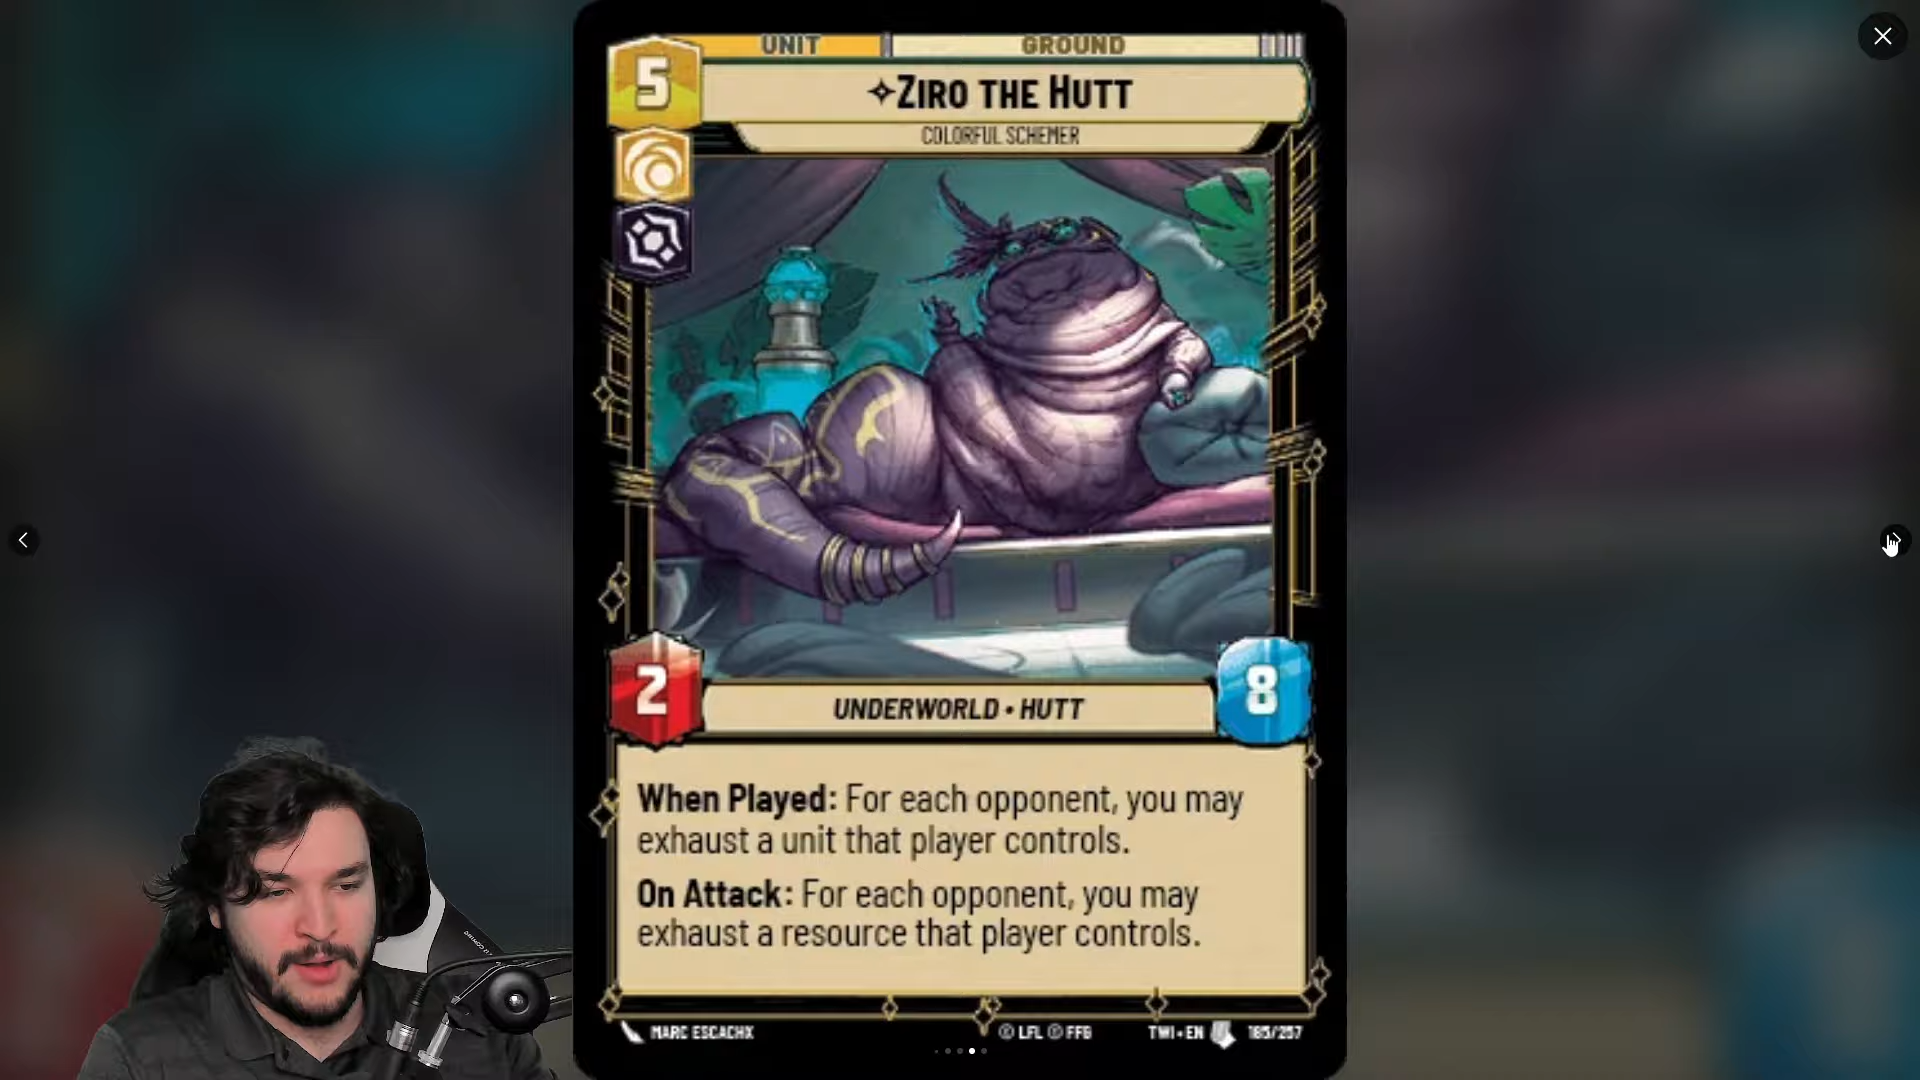 UNIT GROUND
5
ZIRO THE HUTT
COLORFUL SCHEMER
2
UNDERWORLD • HUTT
8
When Played: For each opponent, you may
exhaust a unit that player controls.
On Attack: For each opponent, you may
exhaust a resource that player controls.
MARC ESCACHX © LFL © FFG TWI • EN 185/257